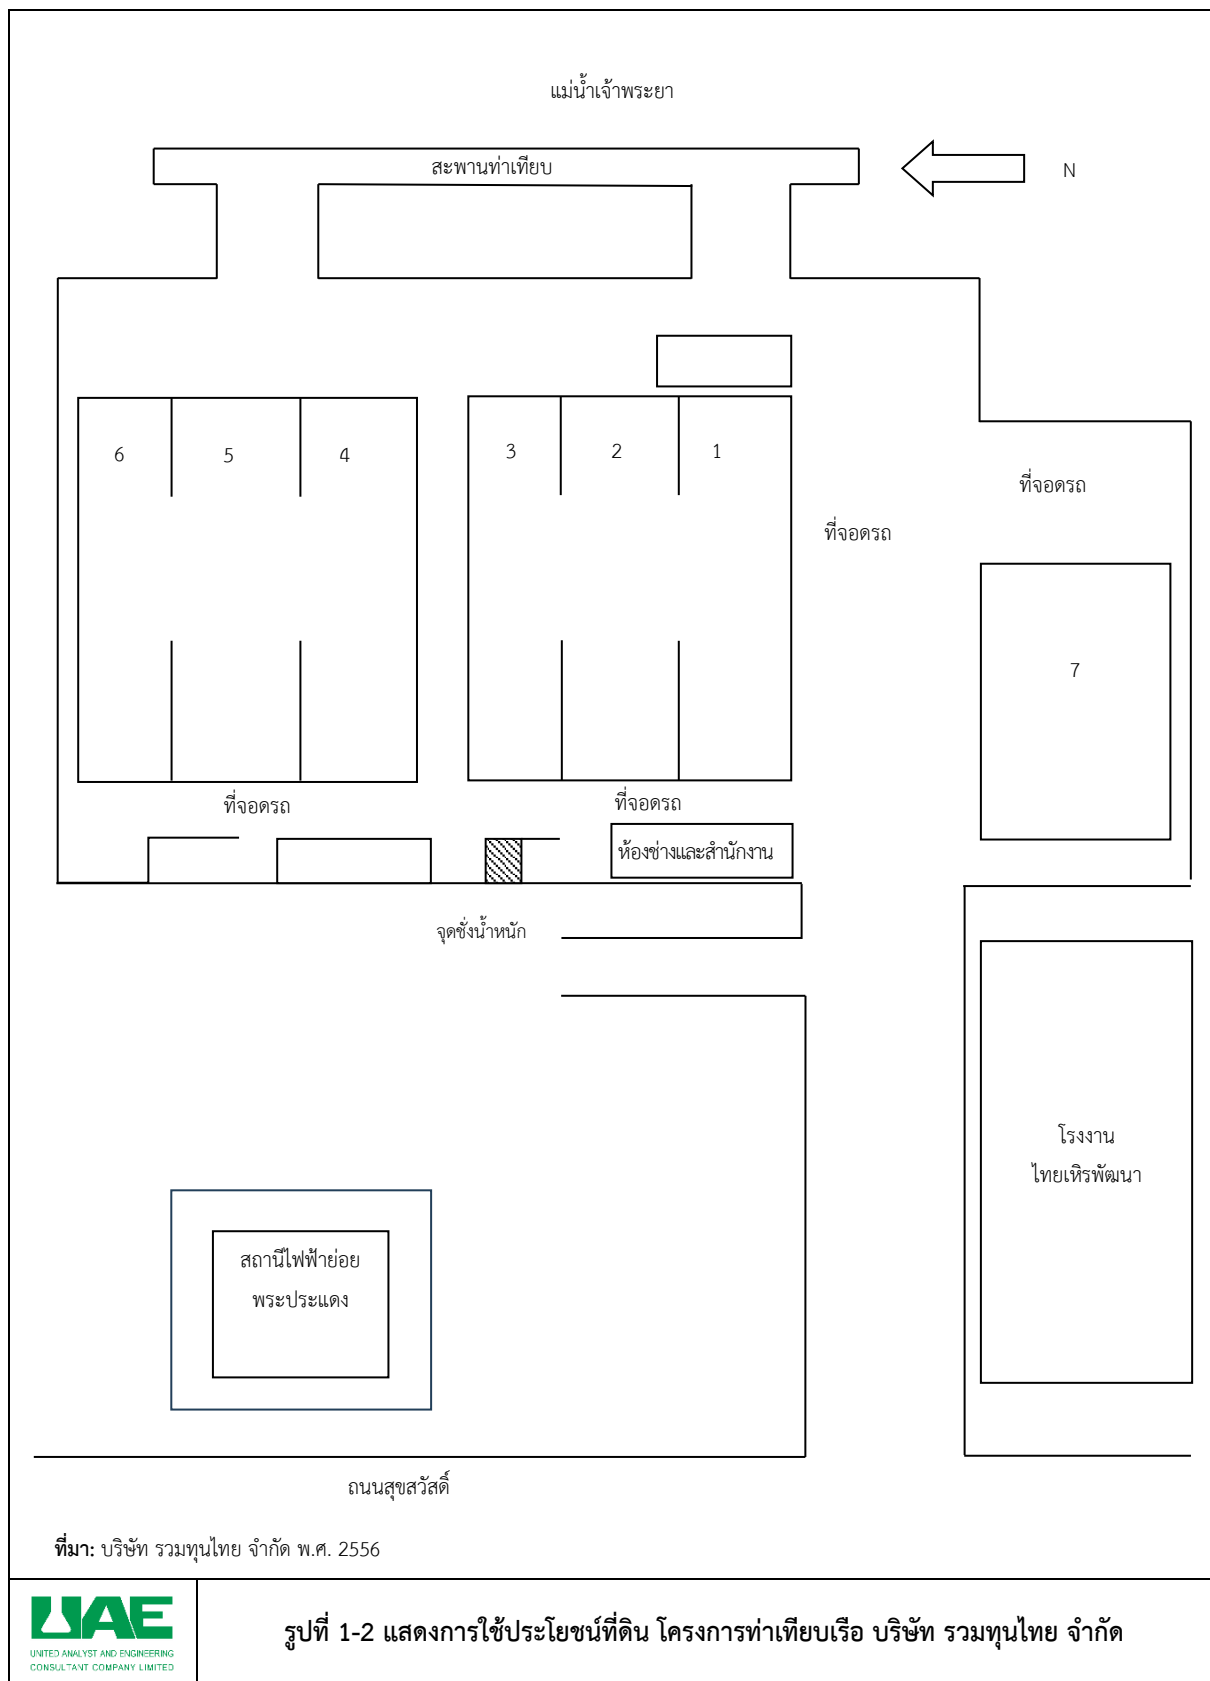 แม่น้ำเจ้าพระยา
สะพานท่าเทียบ
N
6
5
4
3
2
1
ที่จอดรถ
ที่จอดรถ
7
ที่จอดรถ
ที่จอดรถ
ห้องช่างและสำนักงาน
จุดชั่งน้ำหนัก
โรงงาน
ไทยเหิรพัฒนา
สถานีไฟฟ้าย่อย
พระประแดง
ถนนสุขสวัสดิ์
ที่มา: บริษัท รวมทุนไทย จำกัด พ.ศ. 2556
UAE
UNITED ANALYST AND ENGINEERING
CONSULTANT COMPANY LIMITED
รูปที่ 1-2 แสดงการใช้ประโยชน์ที่ดิน โครงการท่าเทียบเรือ บริษัท รวมทุนไทย จำกัด